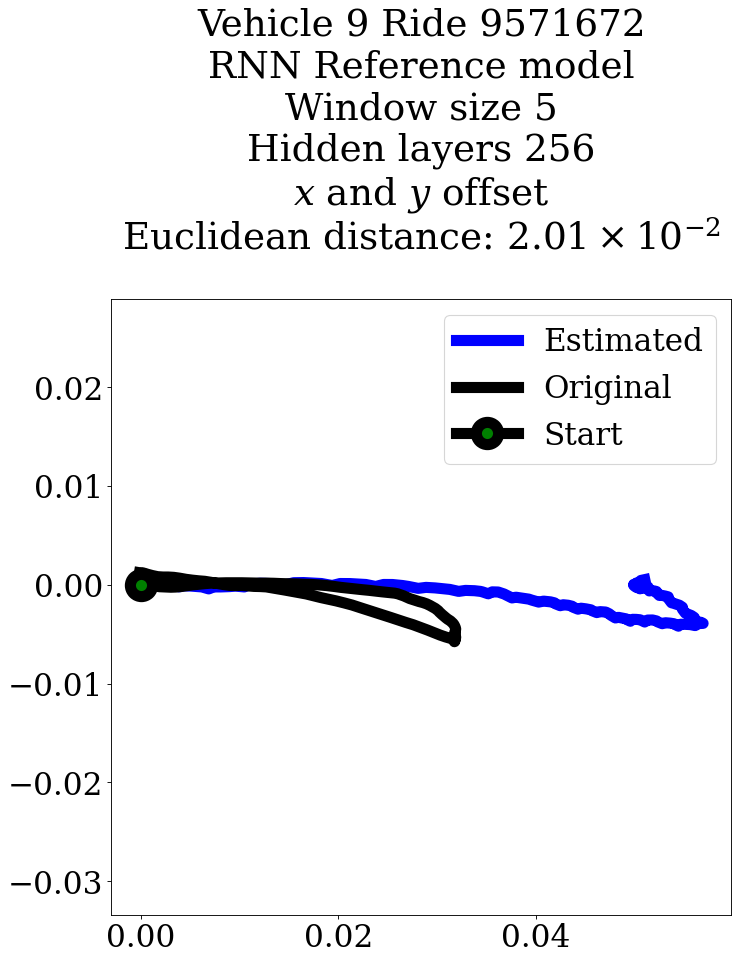 Vehicle 9 Ride 9571672
RNN Reference model
Window size 5
Hidden layers 256
x and y offset
Euclidean distance: 2.01 × 10⁻²
Estimated
Original
Start
0.02
0.01
0.00
−0.01
−0.02
−0.03
0.00 0.02 0.04